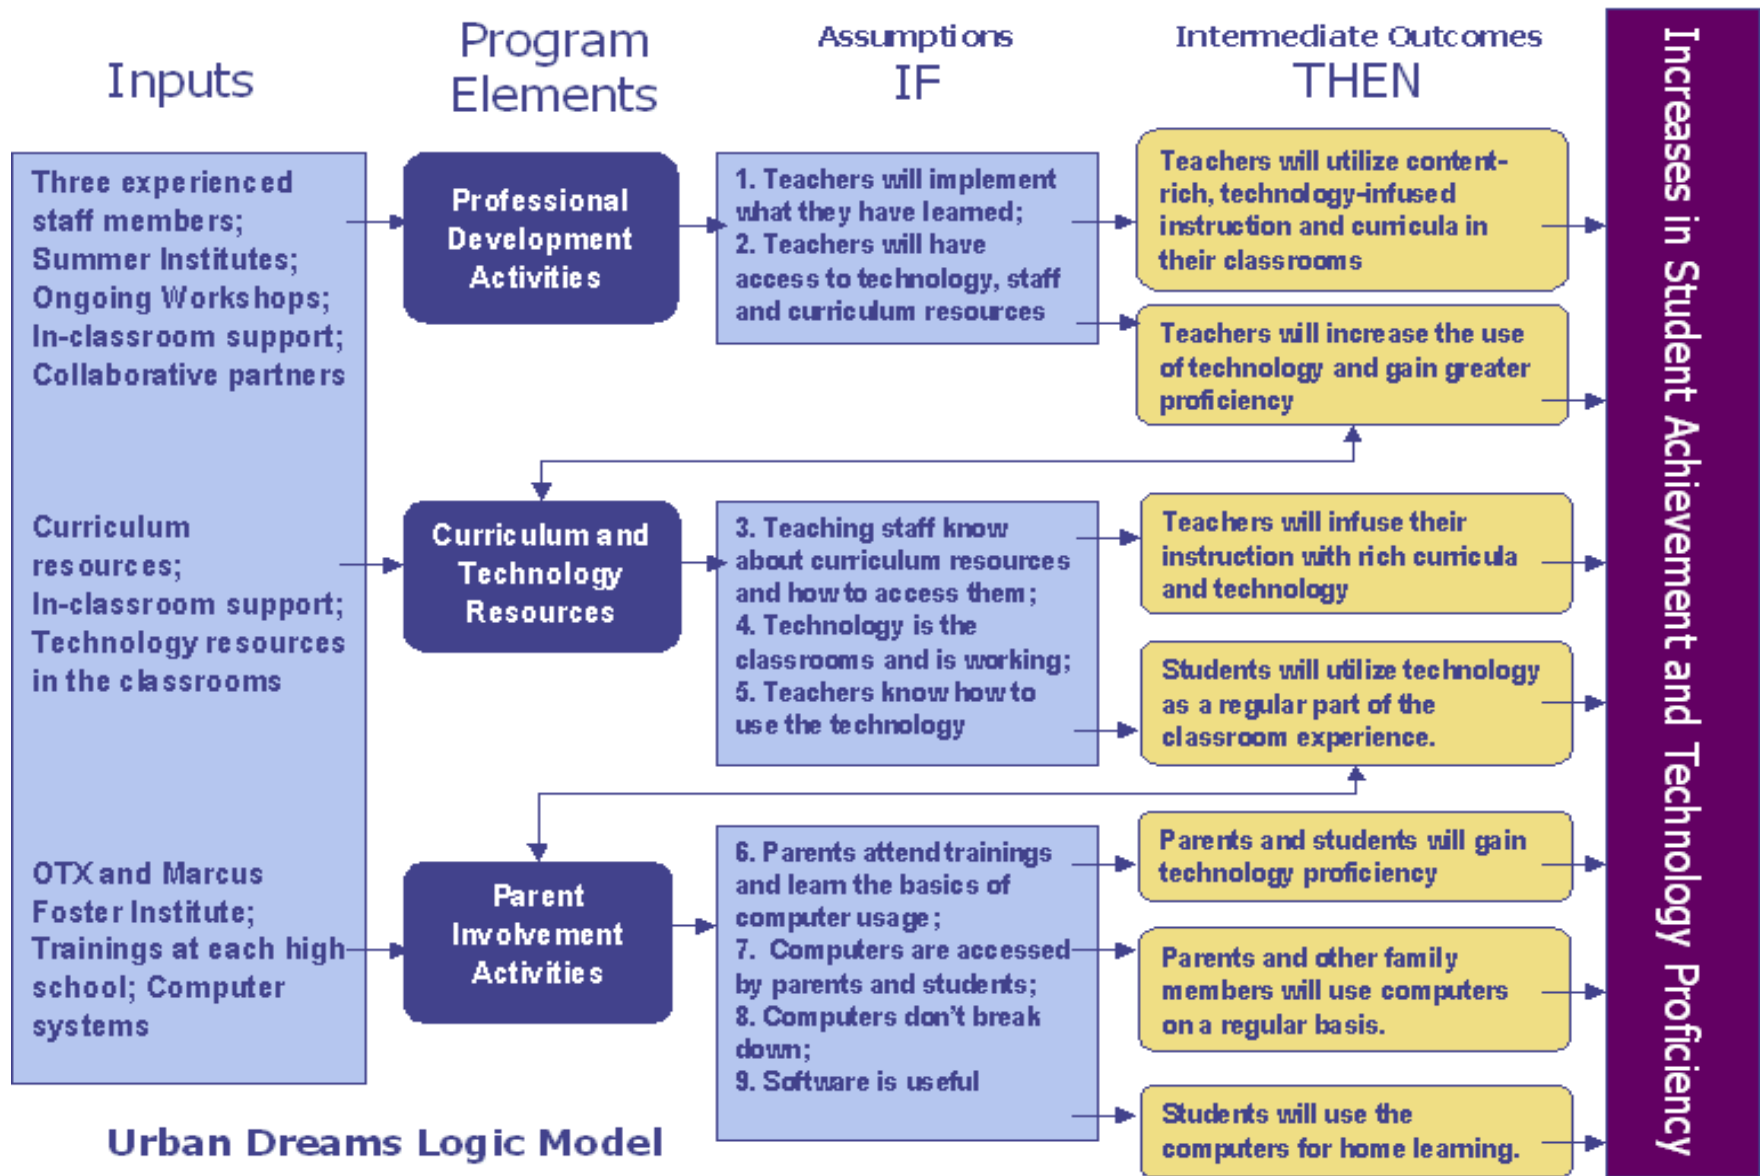 Inputs
Program
Elements
Assumptions
IF
Intermediate Outcomes
THEN
Three experienced
staff members;
Summer Institutes;
Ongoing Workshops;
In-classroom support;
Collaborative partners
Professional
Development
Activities
1. Teachers will implement
what they have learned;
2. Teachers will have
access to technology, staff
and curriculum resources
Teachers will utilize content-
rich, technology-infused
instruction and curricula in
their classrooms
Teachers will increase the use
of technology and gain greater
proficiency
Curriculum
resources;
In-classroom support;
Technology resources
in the classrooms
Curriculum and
Technology
Resources
3. Teaching staff know
about curriculum resources
and how to access them;
4. Technology is the
classrooms and is working;
5. Teachers know how to
use the technology
Teachers will infuse their
instruction with rich curricula
and technology
Students will utilize technology
as a regular part of the
classroom experience.
OTX and Marcus
Foster Institute;
Trainings at each high
school; Computer
systems
Parent
Involvement
Activities
6. Parents attend trainings
and learn the basics of
computer usage;
7. Computers are accessed
by parents and students;
8. Computers don't break
down;
9. Software is useful
Parents and students will gain
technology proficiency
Parents and other family
members will use computers
on a regular basis.
Students will use the
computers for home learning.
Increases in Student Achievement and Technology Proficiency
Urban Dreams Logic Model